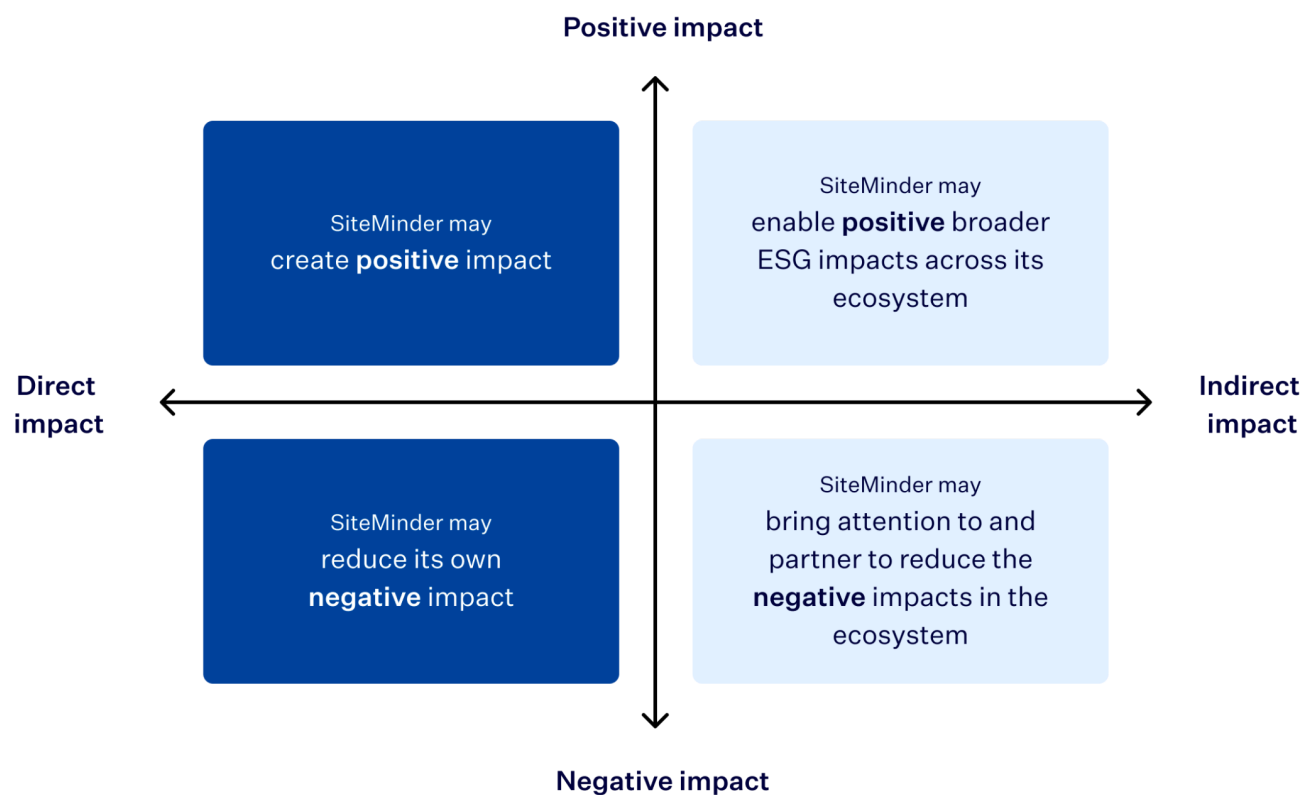 Positive impact
SiteMinder may
create positive impact
SiteMinder may
enable positive broader
ESG impacts across its
ecosystem
Direct
impact
Indirect
impact
SiteMinder may
reduce its own
negative impact
SiteMinder may
bring attention to and
partner to reduce the
negative impacts in the
ecosystem
Negative impact